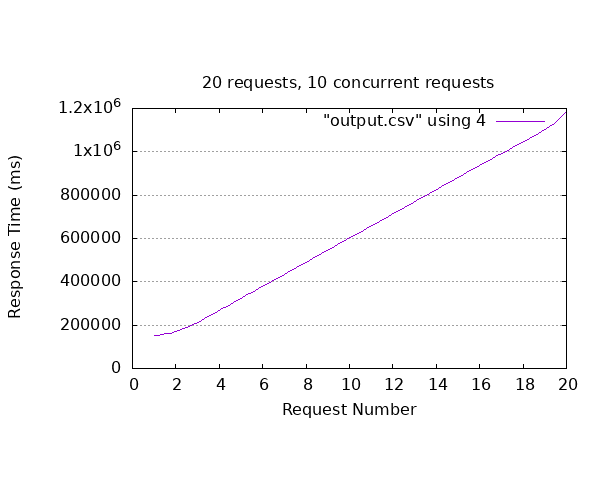 20 requests, 10 concurrent requests
"output.csv" using 4
Response Time (ms)
1.2x10⁶
1x10⁶
800000
600000
400000
200000
0
0 2 4 6 8 10 12 14 16 18 20
Request Number